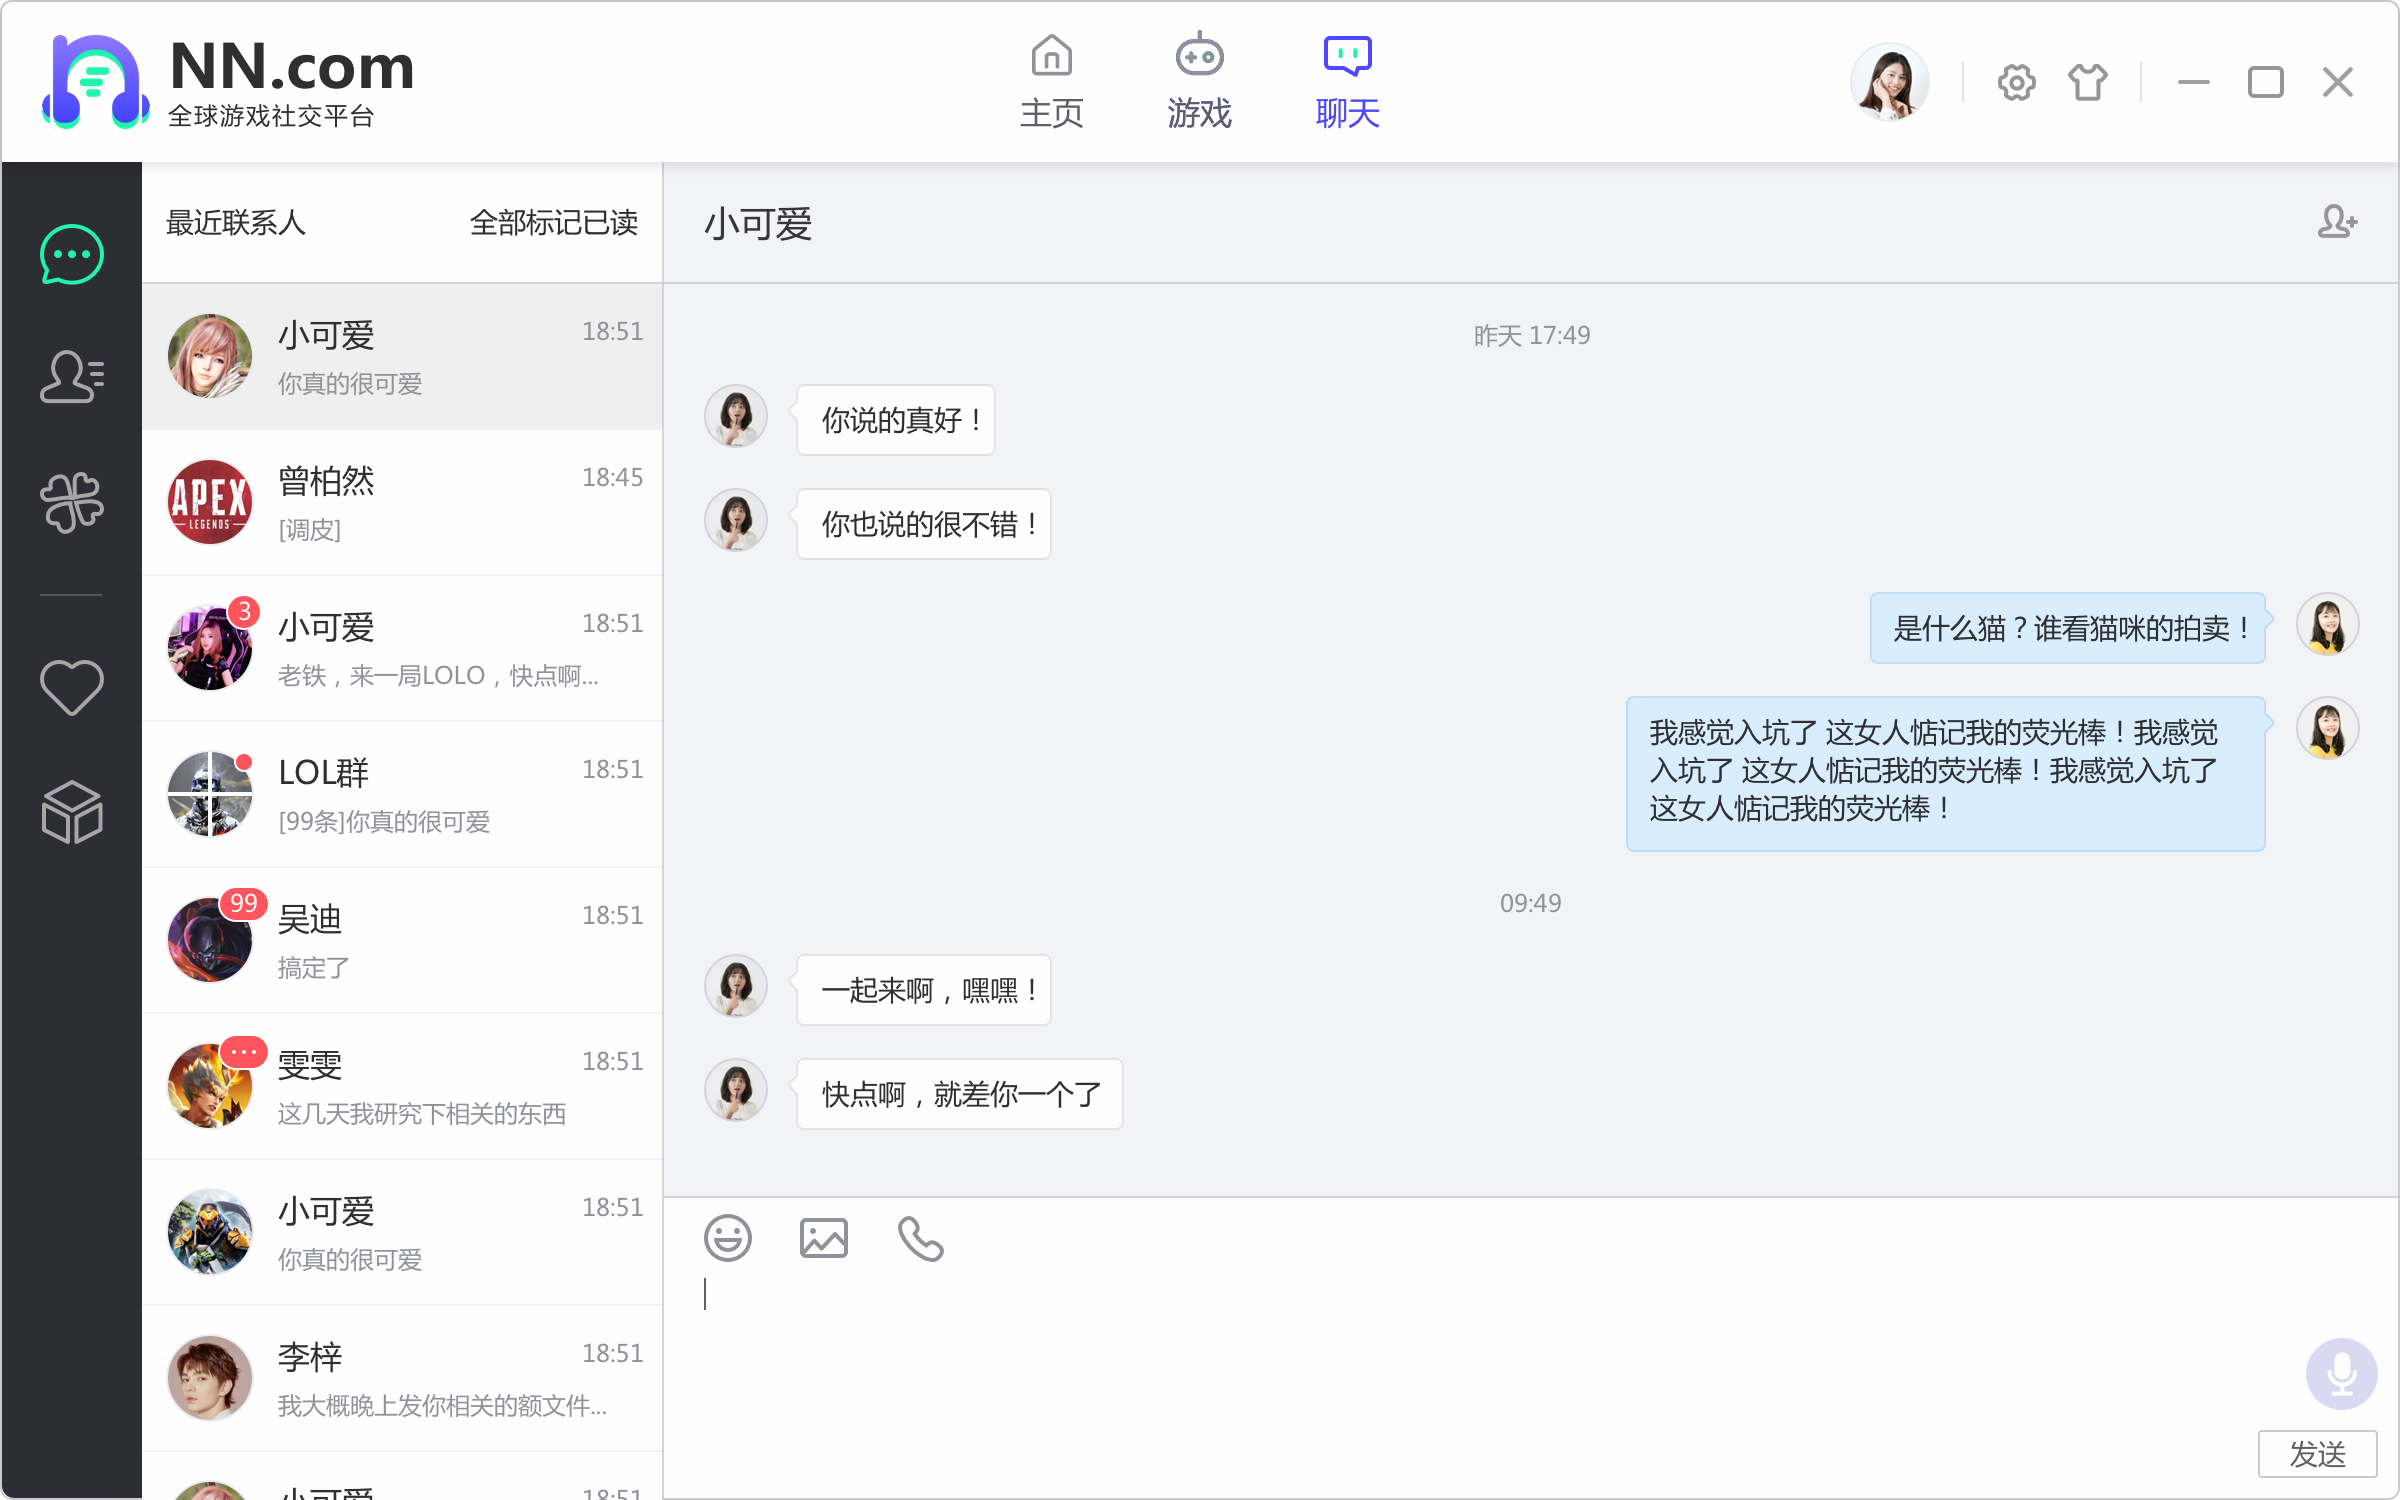 NN.com
全球游戏社交平台
主页
游戏
聊天
最近联系人
全部标记已读
小可爱
18:51
你真的很可爱
APEX
LEGENDS
曾柏然
18:45
[调皮]
3
小可爱
18:51
老铁，来一局LOLO，快点啊...
LOL群
18:51
[99条]你真的很可爱
99
吴迪
18:51
搞定了
...
雯雯
18:51
这几天我研究下相关的东西
小可爱
18:51
你真的很可爱
李梓
18:51
我大概晚上发你相关的额文件...
小可爱
18:51
小可爱
昨天 17:49
你说的真好！
你也说的很不错！
是什么猫？谁看猫咪的拍卖！
我感觉入坑了 这女人惦记我的荧光棒！我感觉
入坑了 这女人惦记我的荧光棒！我感觉入坑了
这女人惦记我的荧光棒！
09:49
一起来啊，嘿嘿！
快点啊，就差你一个了
发送